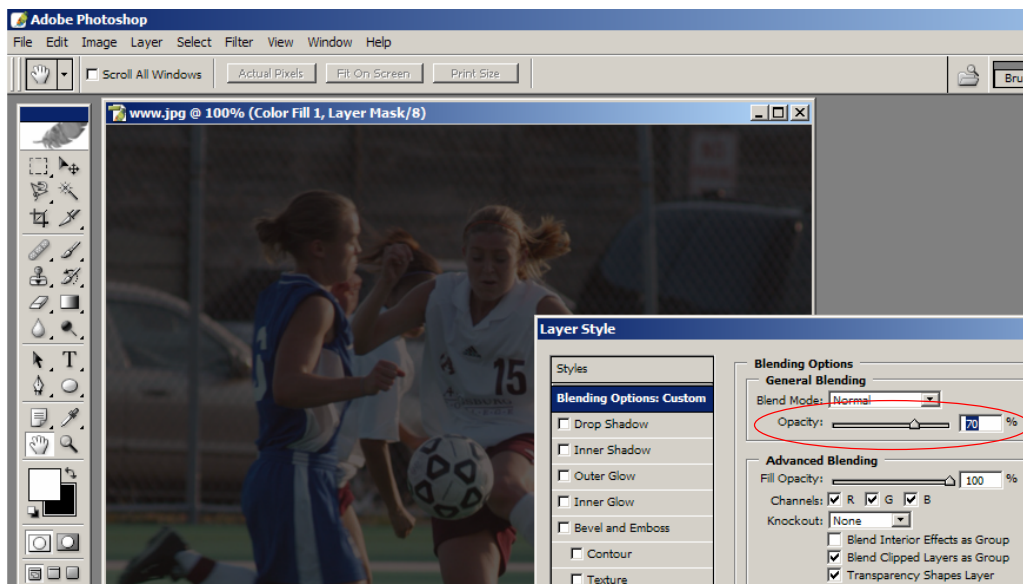 Adobe Photoshop
File Edit Image Layer Select Filter View Window Help
Scroll All Windows Actual Pixels Fit On Screen Print Size
Bru
www.jpg @ 100% (Color Fill 1, Layer Mask/8)
15
Layer Style
Styles
Blending Options: Custom
Drop Shadow
Inner Shadow
Outer Glow
Inner Glow
Bevel and Emboss
Contour
Texture
Blending Options
General Blending
Blend Mode: Normal
Opacity: 70 %
Advanced Blending
Fill Opacity: 100 %
Channels: R G B
Knockout: None
Blend Interior Effects as Group
Blend Clipped Layers as Group
Transparency Shapes Layer